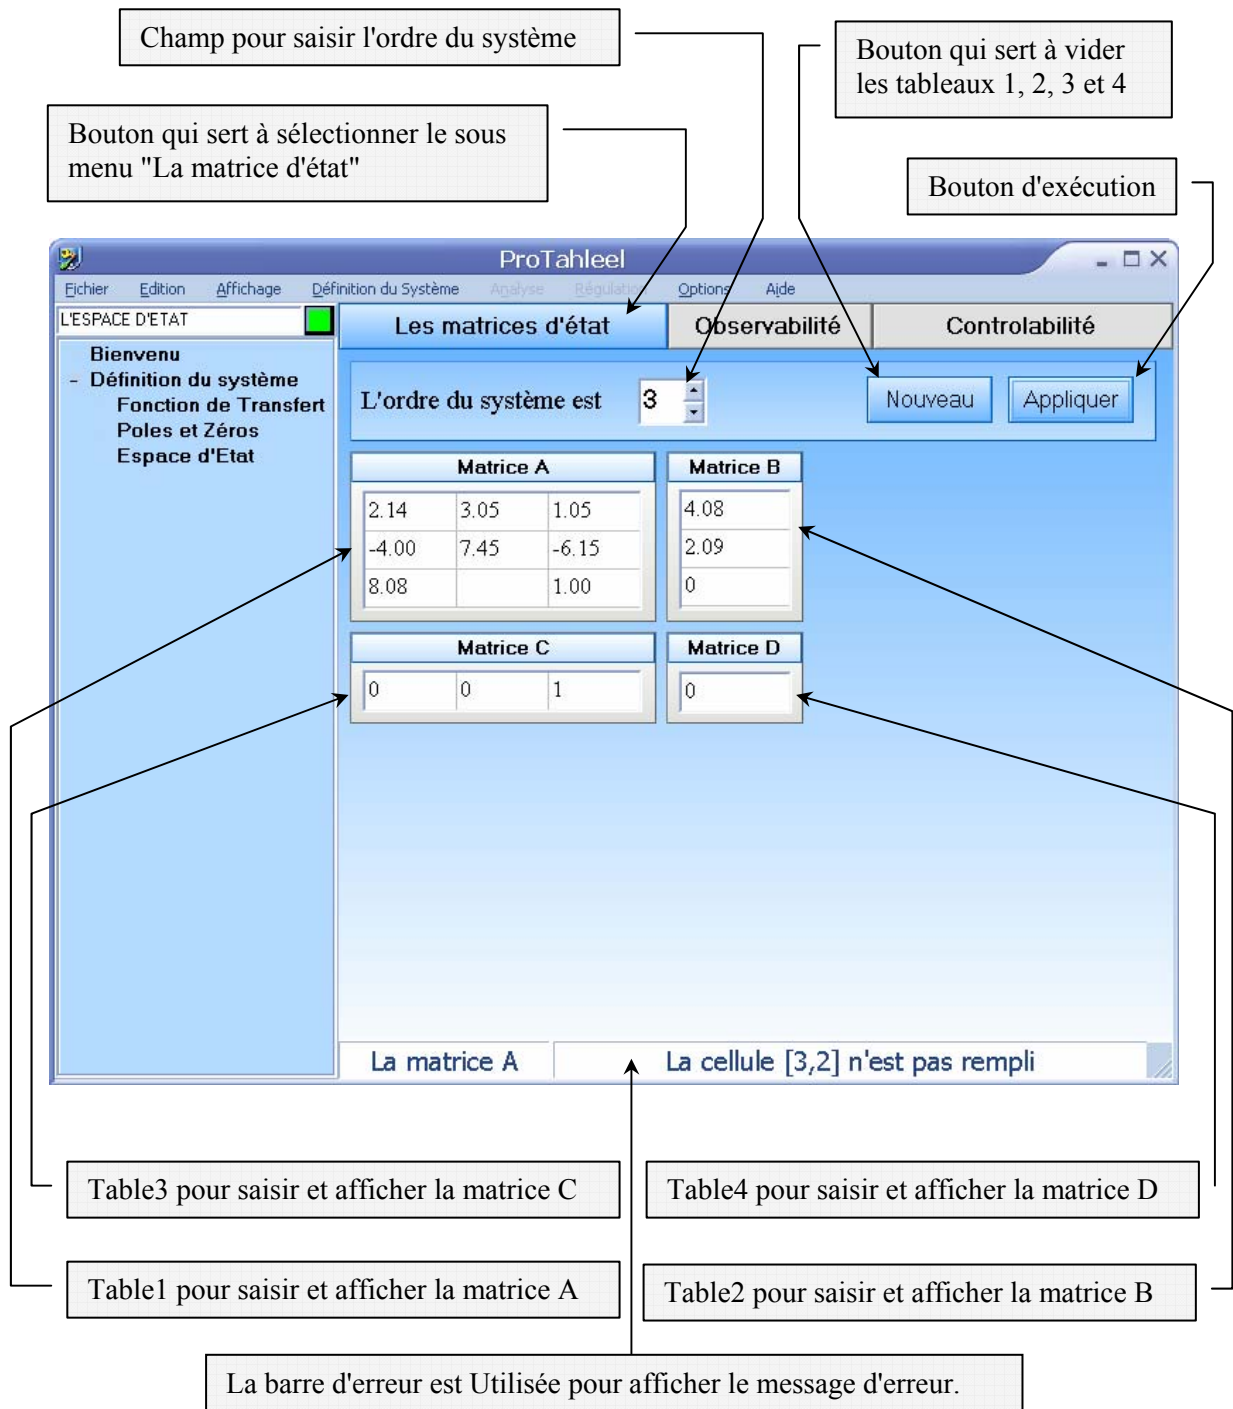 Champ pour saisir l'ordre du système
Bouton qui sert à vider
les tableaux 1, 2, 3 et 4
Bouton qui sert à sélectionner le sous
menu "La matrice d'état"
Bouton d'exécution
ProTahleel
Fichier Edition Affichage Définition du Système Analyse Régulation Options Aide
L'ESPACE D'ETAT
Les matrices d'état Observabilité Controlabilité
Bienvenu
- Définition du système
Fonction de Transfert
Poles et Zéros
Espace d'Etat
L'ordre du système est 3 Nouveau Appliquer
Matrice A Matrice B
2.14 3.05 1.05 4.08
-4.00 7.45 -6.15 2.09
8.08 1.00 0
Matrice C Matrice D
0 0 1 0
La matrice A La cellule [3,2] n'est pas rempli
Table3 pour saisir et afficher la matrice C
Table4 pour saisir et afficher la matrice D
Table1 pour saisir et afficher la matrice A
Table2 pour saisir et afficher la matrice B
La barre d'erreur est Utilisée pour afficher le message d'erreur.